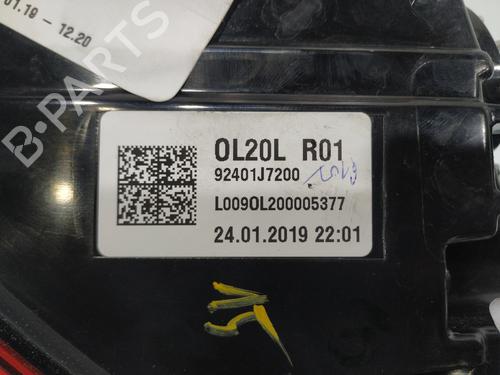 01.19 - 12.20
B-PARTS
OL20L R01
92401J7200
L009OL200005377
24.01.2019 22:01